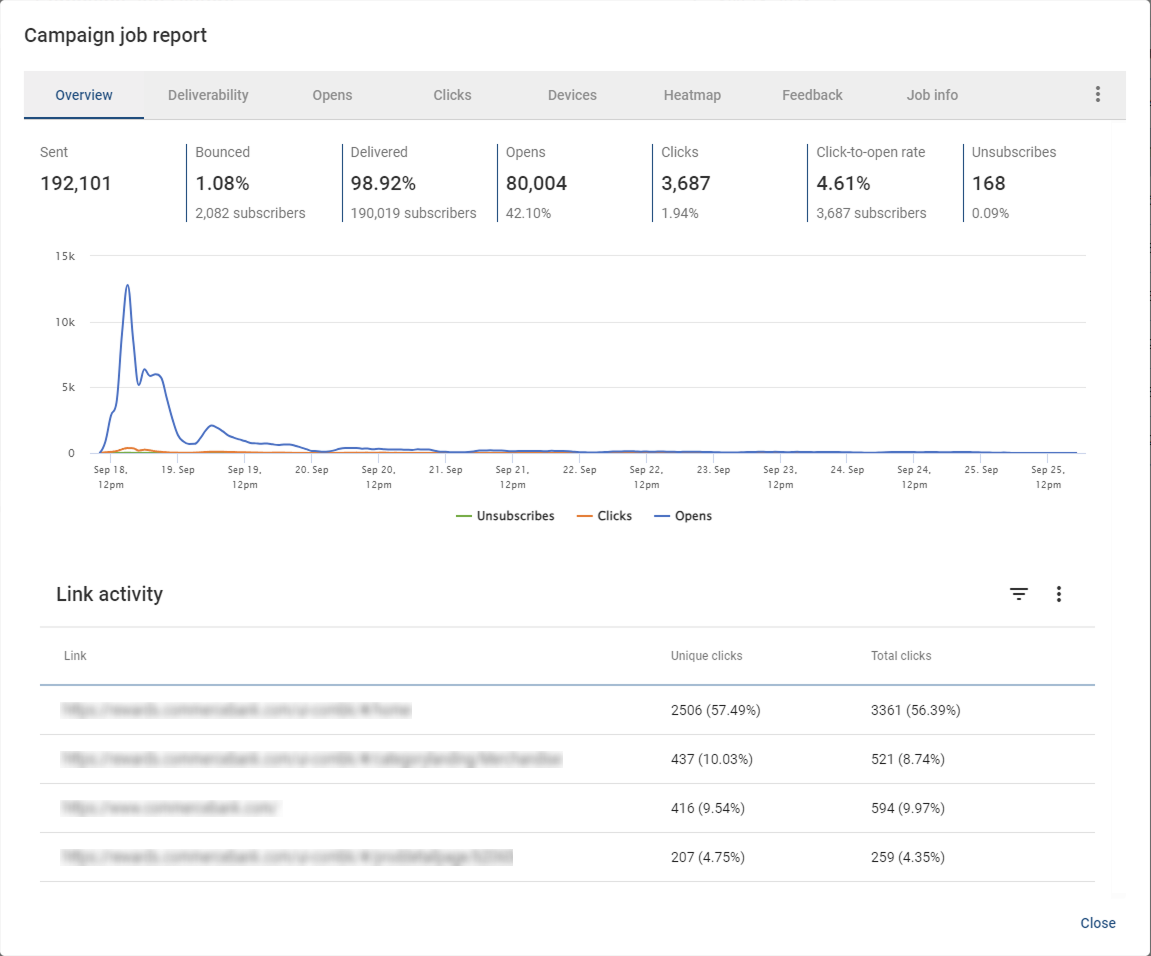 Campaign job report
Overview Deliverability Opens Clicks Devices Heatmap Feedback Job info
Sent Bounced Delivered Opens Clicks Click-to-open rate Unsubscribes
192,101 1.08% 98.92% 80,004 3,687 4.61% 168
2,082 subscribers 190,019 subscribers 42.10% 1.94% 3,687 subscribers 0.09%
15k
10k
5k
0
Sep 18, 19. Sep Sep 19, 20. Sep Sep 20, 21. Sep Sep 21, 22. Sep Sep 22, 23. Sep Sep 23, 24. Sep Sep 24, 25. Sep Sep 25,
12pm 12pm 12pm 12pm 12pm 12pm 12pm 12pm
Unsubscribes Clicks Opens
Link activity
Link Unique clicks Total clicks
2506 (57.49%) 3361 (56.39%)
437 (10.03%) 521 (8.74%)
416 (9.54%) 594 (9.97%)
207 (4.75%) 259 (4.35%)
Close